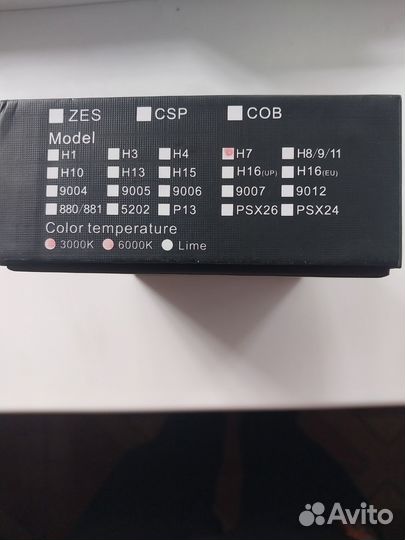 ZES CSP COB
Model
H1 H3 H4 H7 H8/9/11
H10 H13 H15 H16(UP) H16(EU)
9004 9005 9006 9007 9012
880/881 5202 P13 PSX26 PSX24
Color temperature
3000K 6000K Lime
Avito